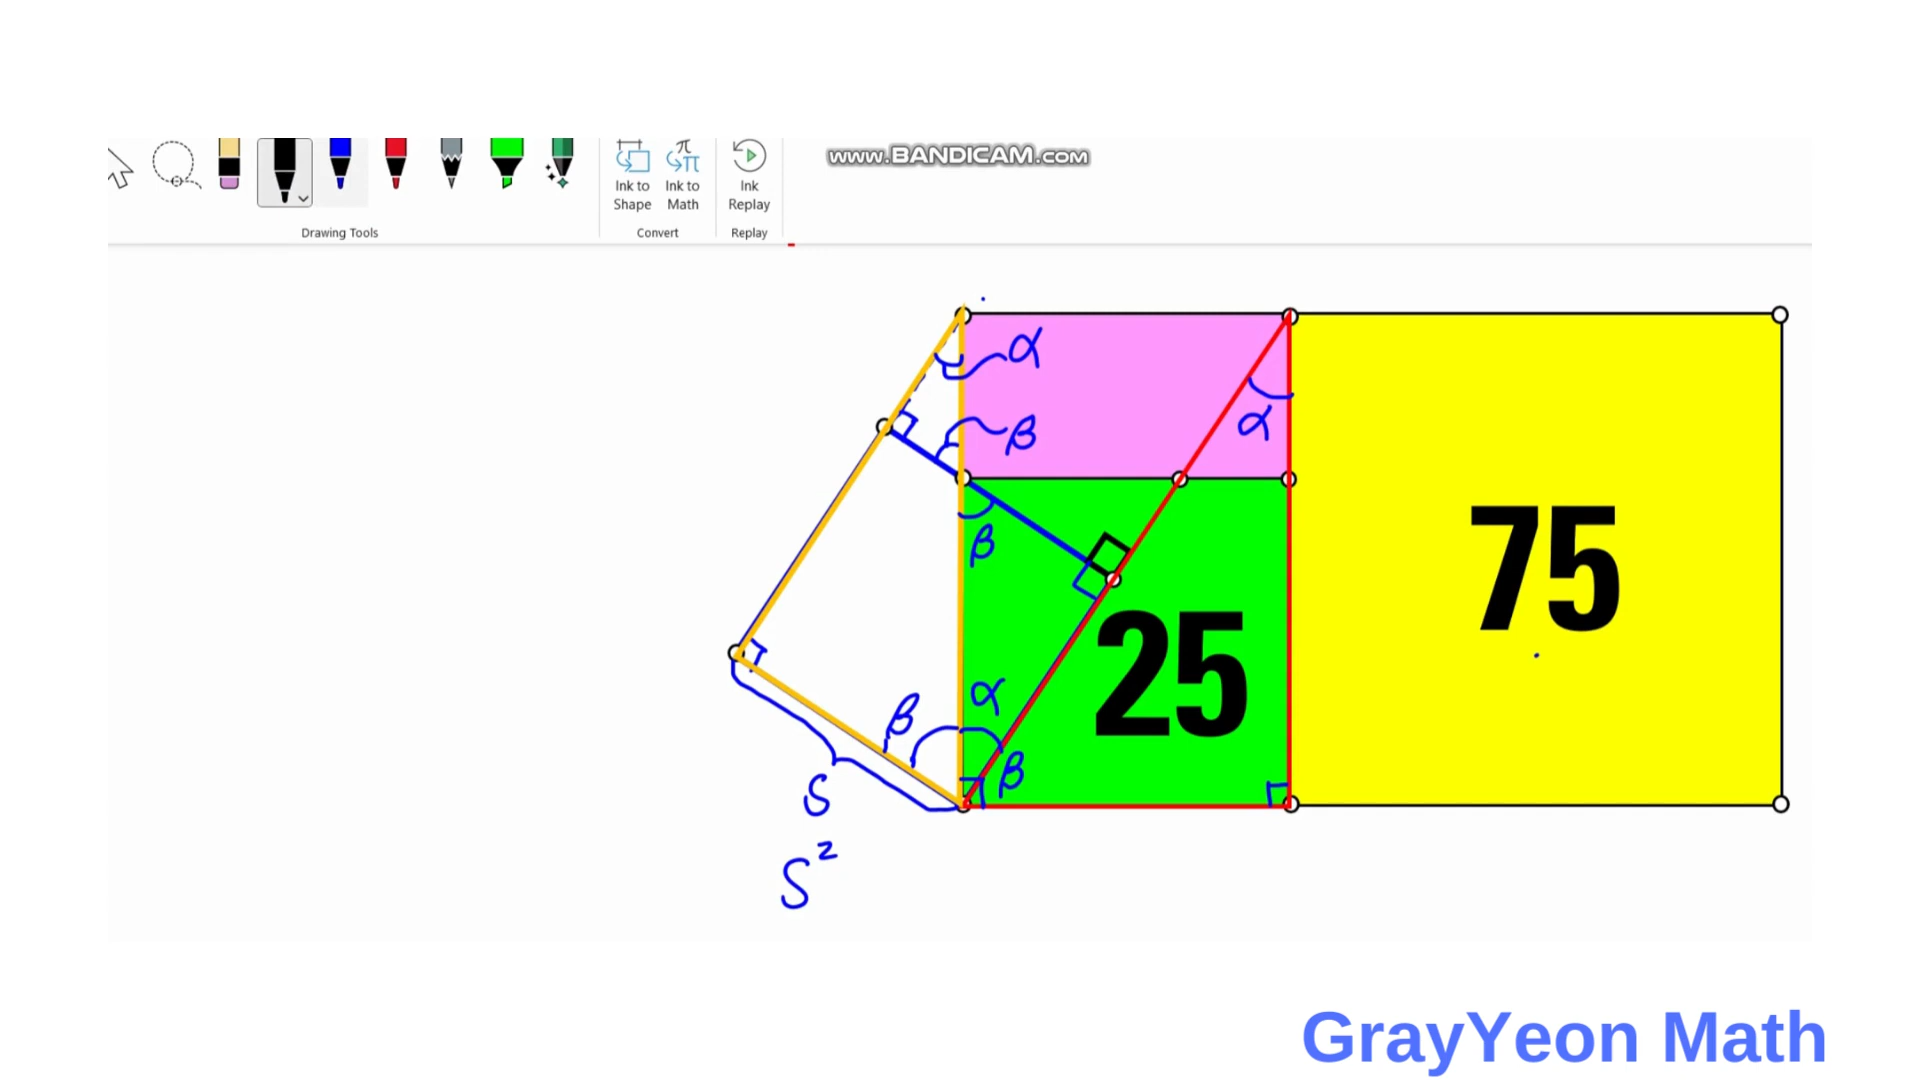 www.BANDICAM.com
Ink to Shape
Ink to Math
Ink Replay
Drawing Tools
Convert
Replay
α
β
α
β
75
25
α
β
β
S
S²
GrayYeon Math